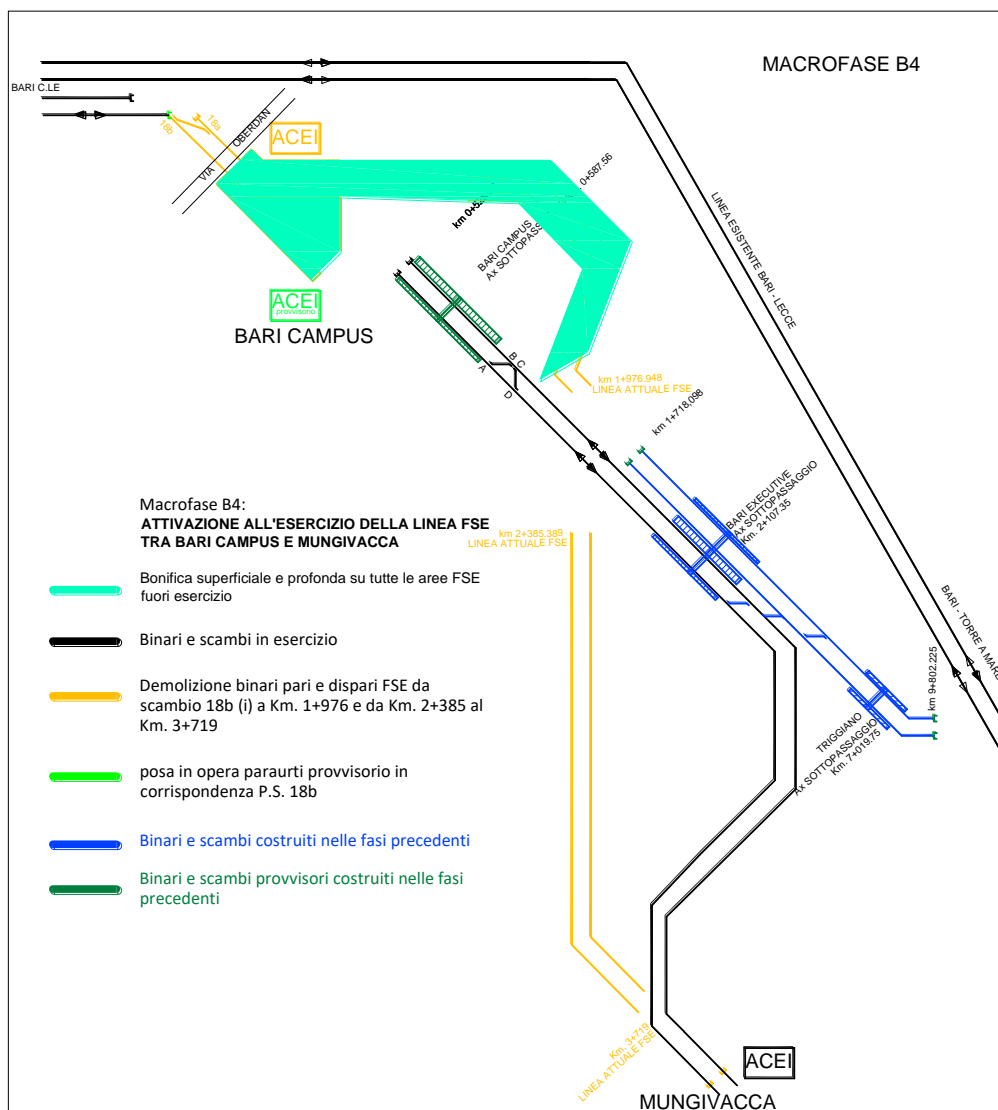 MACROFASE B4
BARI C.LE
18b
18a
VIA OBERDAN
ACEI
ACEI
provvisorio
BARI CAMPUS
0+587.56
BARI CAMPUS
LINEA ESISTENTE BARI - LECCE
A
B
C
D
km 1+976.948
LINEA ATTUALE FSE
km 1+718,098
BARI EXECUTIVE
Ax SOTTOPASSAGGIO
Km. 2+107.35
km 2+385.389
LINEA ATTUALE FSE
BARI - TORRE A MARE
km 9+802.225
TRIGGIANO
Ax SOTTOPASSAGGIO
Km. 7+019.75
Macrofase B4:
ATTIVAZIONE ALL'ESERCIZIO DELLA LINEA FSE
TRA BARI CAMPUS E MUNGIVACCA
Bonifica superficiale e profonda su tutte le aree FSE
fuori esercizio
Binari e scambi in esercizio
Demolizione binari pari e dispari FSE da
scambio 18b (i) a Km. 1+976 e da Km. 2+385 al
Km. 3+719
posa in opera paraurti provvisorio in
corrispondenza P.S. 18b
Binari e scambi costruiti nelle fasi precedenti
Binari e scambi provvisori costruiti nelle fasi
precedenti
Km. 3+719
LINEA ATTUALE FSE
ACEI
MUNGIVACCA